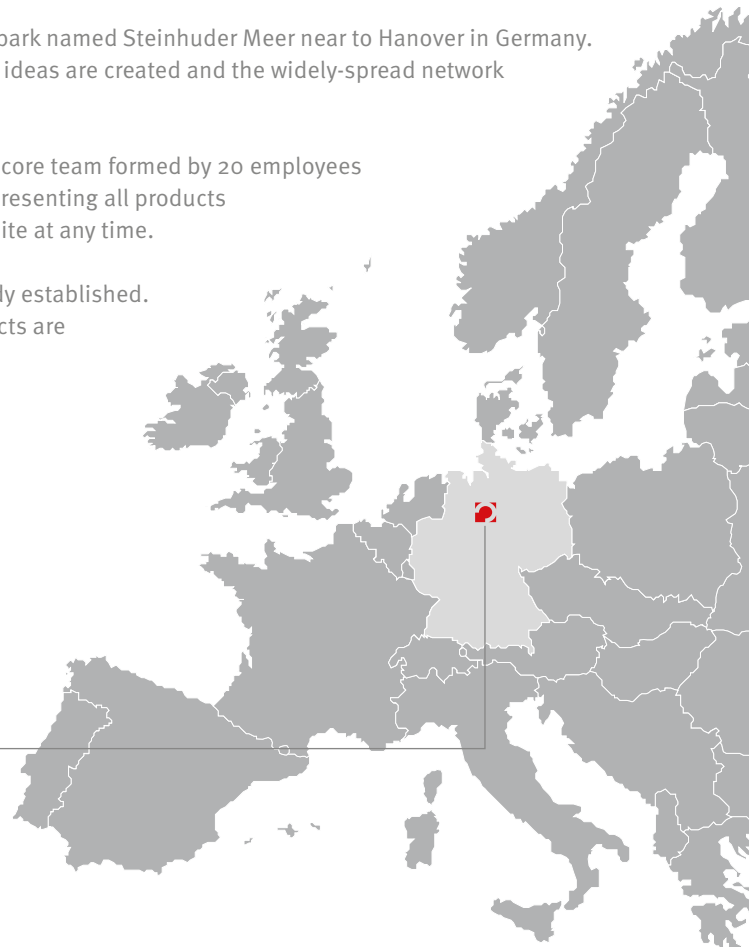 park named Steinhuder Meer near to Hanover in Germany.
ideas are created and the widely-spread network
core team formed by 20 employees
resenting all products
ite at any time.
ly established.
cts are